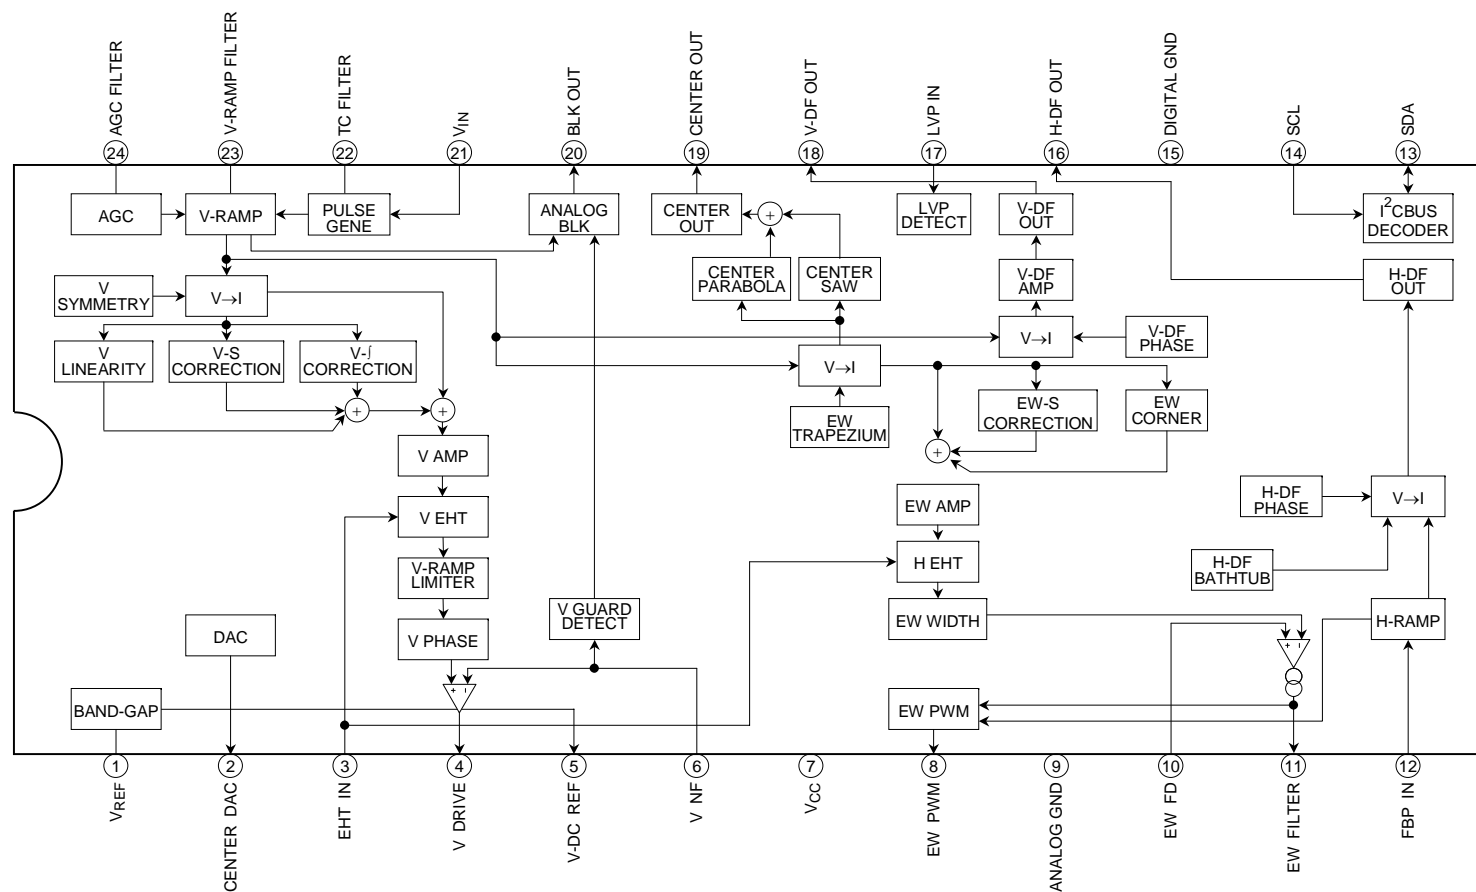 AGC FILTER
V-RAMP FILTER
TC FILTER
VIN
BLK OUT
CENTER OUT
V-DF OUT
LVP IN
H-DF OUT
DIGITAL GND
SCL
SDA
24
23
22
21
20
19
18
17
16
15
14
13
AGC
V-RAMP
PULSE
GENE
ANALOG
BLK
CENTER
OUT
+
LVP
DETECT
V-DF
OUT
I²CBUS
DECODER
V
SYMMETRY
V→I
CENTER
PARABOLA
CENTER
SAW
V-DF
AMP
H-DF
OUT
V
LINEARITY
V-S
CORRECTION
V-∫
CORRECTION
V→I
V→I
V-DF
PHASE
+
+
EW
TRAPEZIUM
EW-S
CORRECTION
EW
CORNER
+
V AMP
V EHT
V-RAMP
LIMITER
V PHASE
EW AMP
H EHT
EW WIDTH
H-DF
PHASE
V→I
H-DF
BATHTUB
H-RAMP
DAC
V GUARD
DETECT
+ −
+ −
BAND-GAP
EW PWM
1
2
3
4
5
6
7
8
9
10
11
12
VREF
CENTER DAC
EHT IN
V DRIVE
V-DC REF
V NF
VCC
EW PWM
ANALOG GND
EW FD
EW FILTER
FBP IN